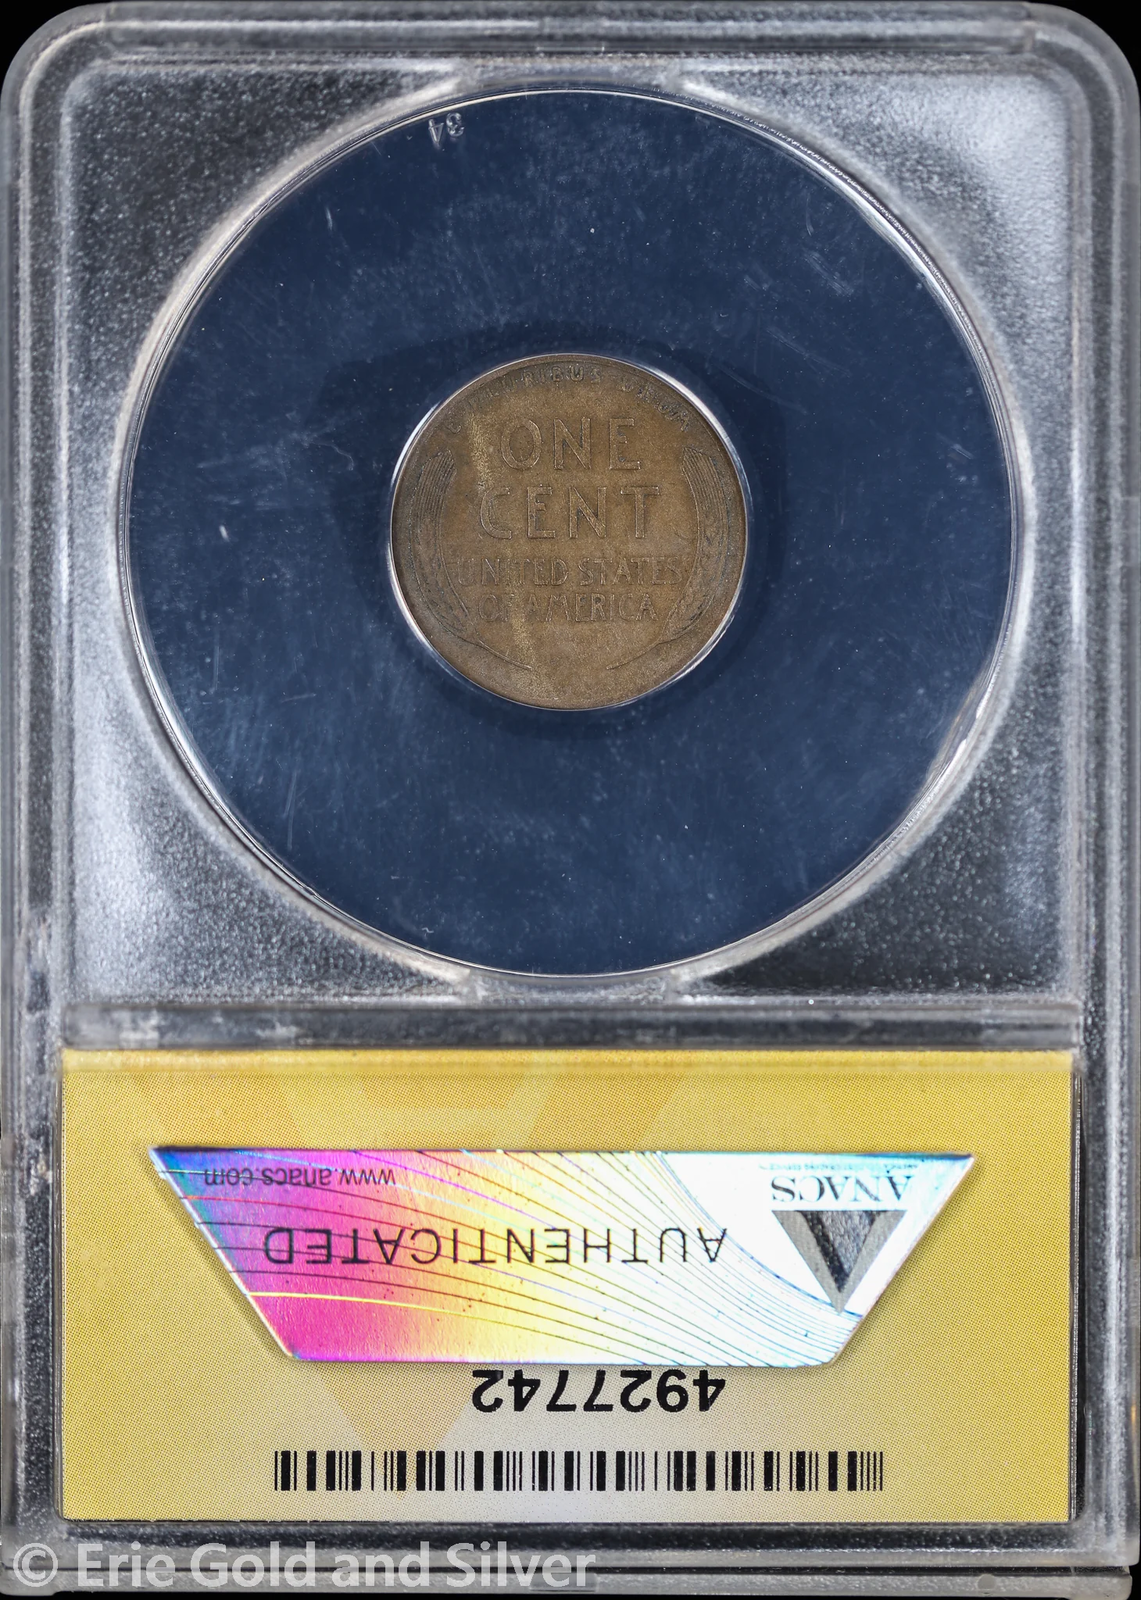 34
E PLURIBUS UNUM
ONE
CENT
UNITED STATES
OF AMERICA
www.anacs.com
ANACS
AUTHENTICATED
4927742
© Erie Gold and Silver